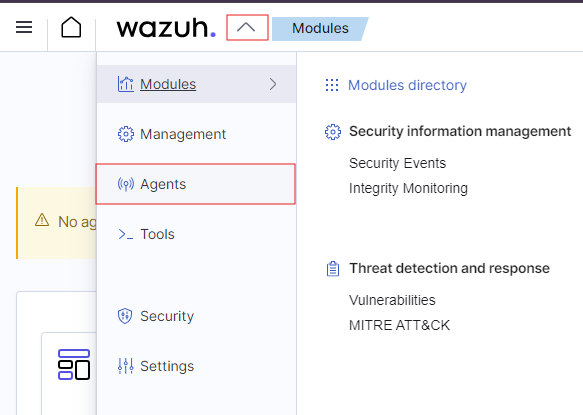 wazuh.
Modules
Modules
Management
Agents
Tools
Security
Settings
Modules directory
Security information management
Security Events
Integrity Monitoring
Threat detection and response
Vulnerabilities
MITRE ATT&CK
No ag